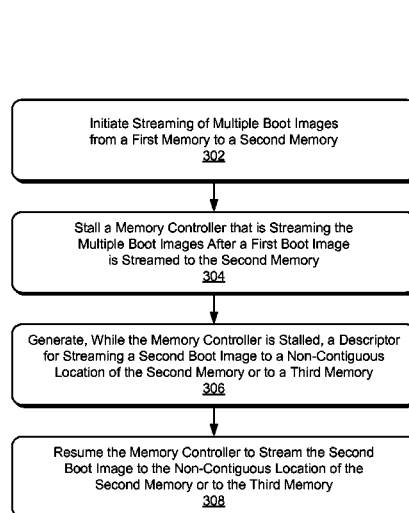 Initiate Streaming of Multiple Boot Images
from a First Memory to a Second Memory
302
Stall a Memory Controller that is Streaming the
Multiple Boot Images After a First Boot Image
is Streamed to the Second Memory
304
Generate, While the Memory Controller is Stalled, a Descriptor
for Streaming a Second Boot Image to a Non-Contiguous
Location of the Second Memory or to a Third Memory
306
Resume the Memory Controller to Stream the Second
Boot Image to the Non-Contiguous Location of the
Second Memory or to the Third Memory
308